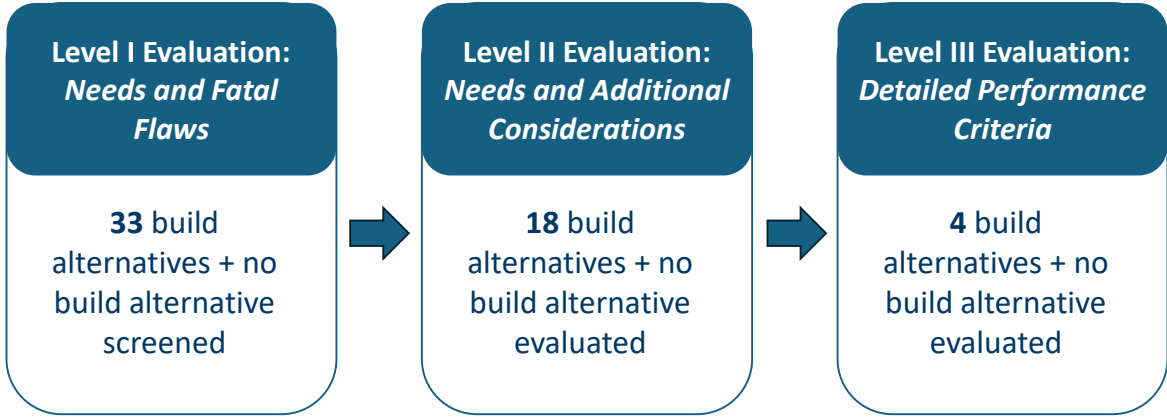 Level I Evaluation:
Needs and Fatal
Flaws
33 build
alternatives + no
build alternative
screened
Level II Evaluation:
Needs and Additional
Considerations
18 build
alternatives + no
build alternative
evaluated
Level III Evaluation:
Detailed Performance
Criteria
4 build
alternatives + no
build alternative
evaluated